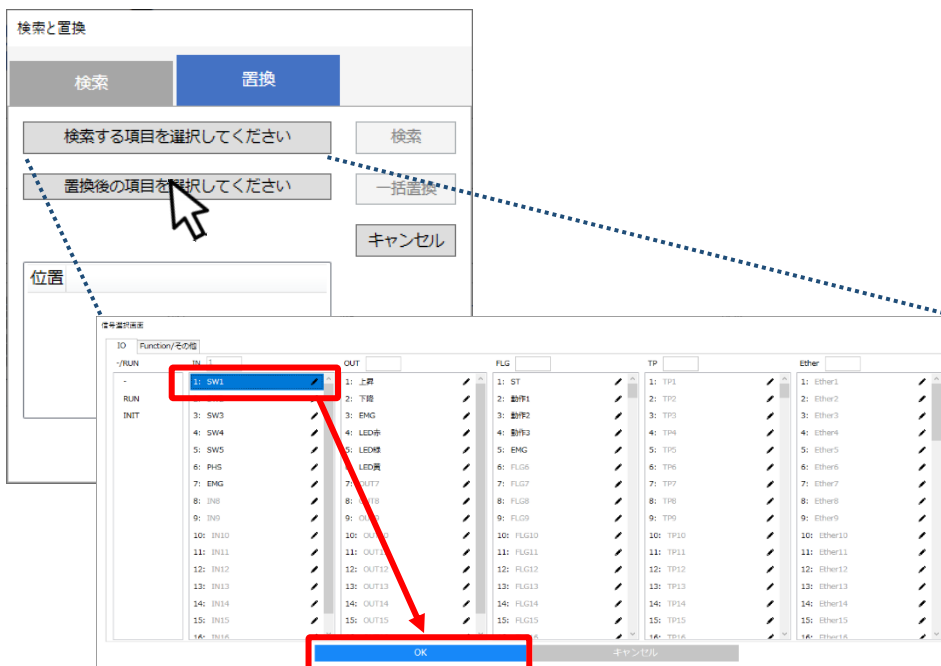 検索と置換
検索 置換
検索する項目を選択してください 検索
置換後の項目を選択してください 一括置換
キャンセル
位置
信号選択画面
IO Function/その他
-/RUN IN 1 OUT FLG TP Ether
- 1: SW1 1: 上昇 1: ST 1: TP1 1: Ether1
RUN 2: 下降 2: 動作1 2: TP2 2: Ether2
INIT 3: SW3 3: EMG 3: 動作2 3: TP3 3: Ether3
4: SW4 4: LED赤 4: 動作3 4: TP4 4: Ether4
5: SW5 5: LED緑 5: EMG 5: TP5 5: Ether5
6: PHS LED黄 6: FLG6 6: TP6 6: Ether6
7: EMG 7: OUT7 7: FLG7 7: TP7 7: Ether7
8: IN8 8: 8: FLG8 8: TP8 8: Ether8
9: IN9 9: 9: FLG9 9: TP9 9: Ether9
10: IN10 10: 10: FLG10 10: TP10 10: Ether10
11: IN11 11: 11: FLG11 11: TP11 11: Ether11
12: IN12 12: OUT12 12: FLG12 12: TP12 12: Ether12
13: IN13 13: OUT13 13: FLG13 13: TP13 13: Ether13
14: IN14 14: OUT14 14: FLG14 14: TP14 14: Ether14
15: IN15 15: OUT15 15: FLG15 15: TP15 15: Ether15
16: IN16 16: TP16 16: Ether16
OK キャンセル